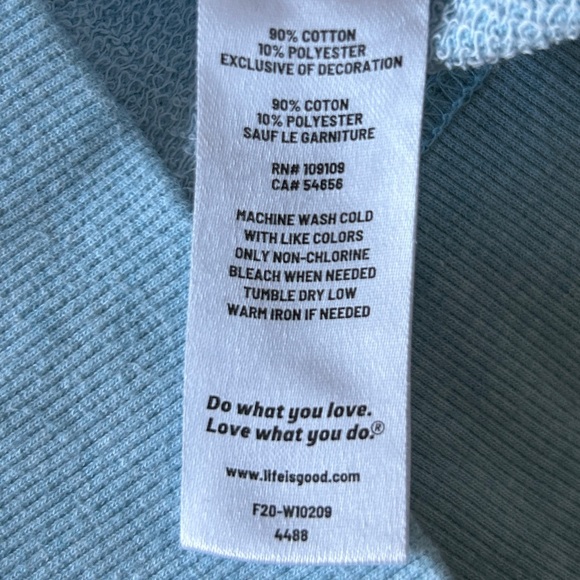 90% COTTON
10% POLYESTER
EXCLUSIVE OF DECORATION
90% COTON
10% POLYESTER
SAUF LE GARNITURE
RN# 109109
CA# 54656
MACHINE WASH COLD
WITH LIKE COLORS
ONLY NON-CHLORINE
BLEACH WHEN NEEDED
TUMBLE DRY LOW
WARM IRON IF NEEDED
Do what you love.
Love what you do.®
www.lifeisgood.com
F20-W10209
4488